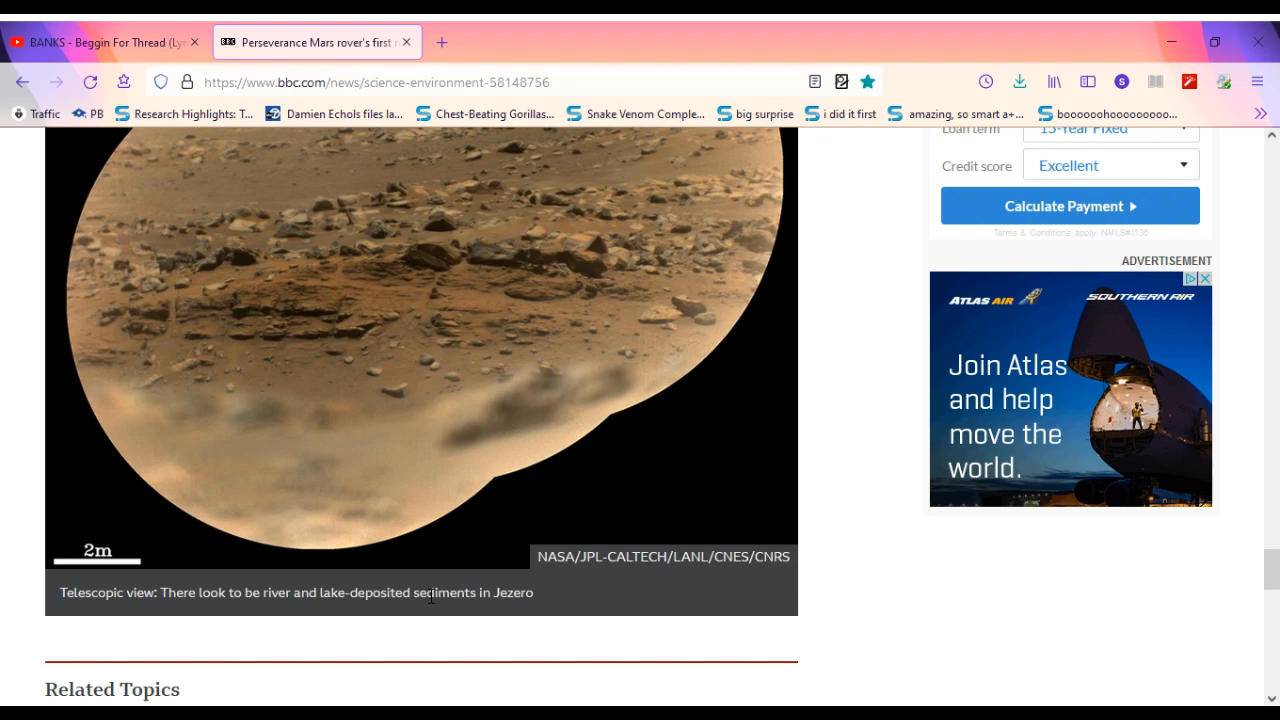 BANKS - Beggin For Thread (Ly
BBC Perseverance Mars rover's first r
https://www.bbc.com/news/science-environment-58148756
S
Traffic
PB
Research Highlights: T...
Damien Echols files la...
Chest-Beating Gorillas...
Snake Venom Comple...
big surprise
i did it first
amazing, so smart a+...
boooooohooooooooo...
Loan term
15-Year Fixed
Credit score
Excellent
Calculate Payment
Terms & Conditions apply. NMLS#1136
ADVERTISEMENT
ATLAS AIR
SOUTHERN AIR
Join Atlas
and help
move the
world.
2m
NASA/JPL-CALTECH/LANL/CNES/CNRS
Telescopic view: There look to be river and lake-deposited sediments in Jezero
Related Topics